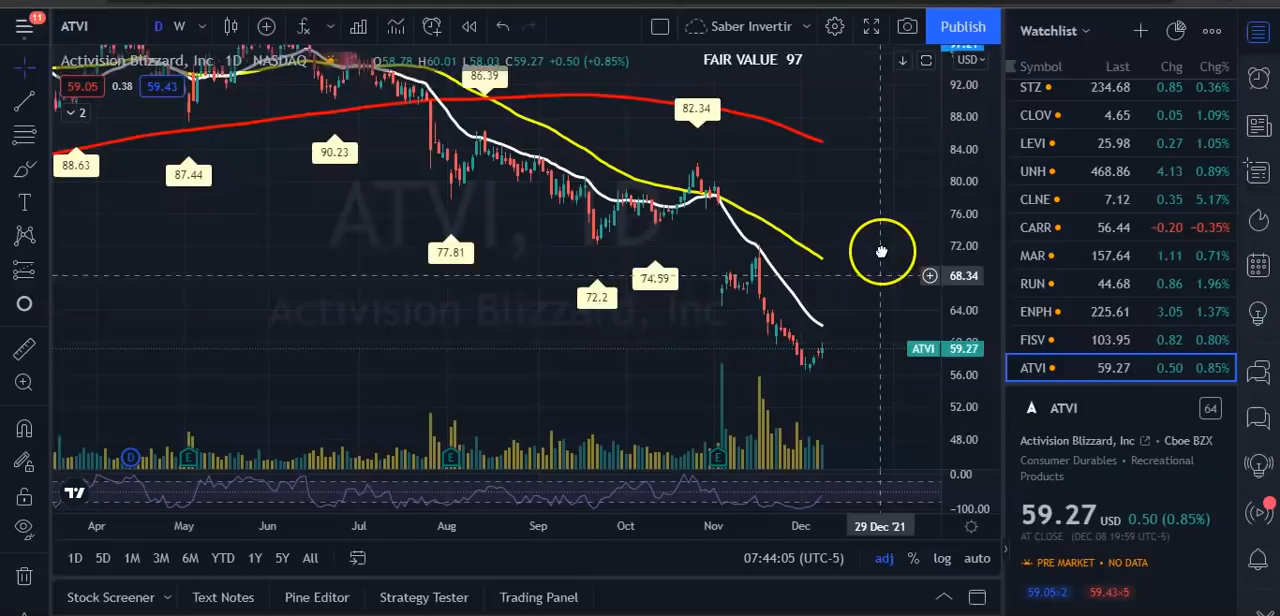 11
ATVI
D
W
Saber Invertir
Publish
Activision Blizzard, Inc 1D NASDAQ
O58.78 H60.01 L58.03 C59.27 +0.50 (+0.85%)
FAIR VALUE 97
USD
59.05
0.38
59.43
2
92.00
88.00
84.00
80.00
76.00
72.00
68.34
64.00
ATVI 59.27
56.00
52.00
48.00
0.00
-100.00
88.63
87.44
90.23
86.39
77.81
72.2
74.59
82.34
ATVI, 1D
Activision Blizzard, Inc
D
E
E
E
Apr May Jun Jul Aug Sep Oct Nov Dec 29 Dec '21
1D 5D 1M 3M 6M YTD 1Y 5Y All
07:44:05 (UTC-5)
adj % log auto
Stock Screener
Text Notes
Pine Editor
Strategy Tester
Trading Panel
Watchlist
Symbol Last Chg Chg%
STZ 234.68 0.85 0.36%
CLOV 4.65 0.05 1.09%
LEVI 25.98 0.27 1.05%
UNH 468.86 4.13 0.89%
CLNE 7.12 0.35 5.17%
CARR 56.44 -0.20 -0.35%
MAR 157.64 1.11 0.71%
RUN 44.68 0.86 1.96%
ENPH 225.61 3.05 1.37%
FISV 103.95 0.82 0.80%
ATVI 59.27 0.50 0.85%
ATVI
64
Activision Blizzard, Inc • Cboe BZX
Consumer Durables • Recreational
Products
59.27 USD 0.50 (0.85%)
AT CLOSE (DEC 08 19:59 UTC-5)
PRE MARKET • NO DATA
59.05×2
59.43×5